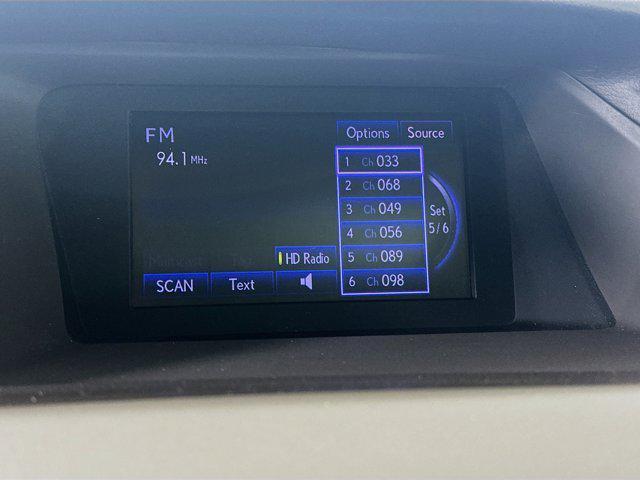 FM
94.1 MHz
Options Source
1 Ch 033
2 Ch 068
3 Ch 049
4 Ch 056
5 Ch 089
6 Ch 098
Set
5/6
HD Radio
SCAN Text